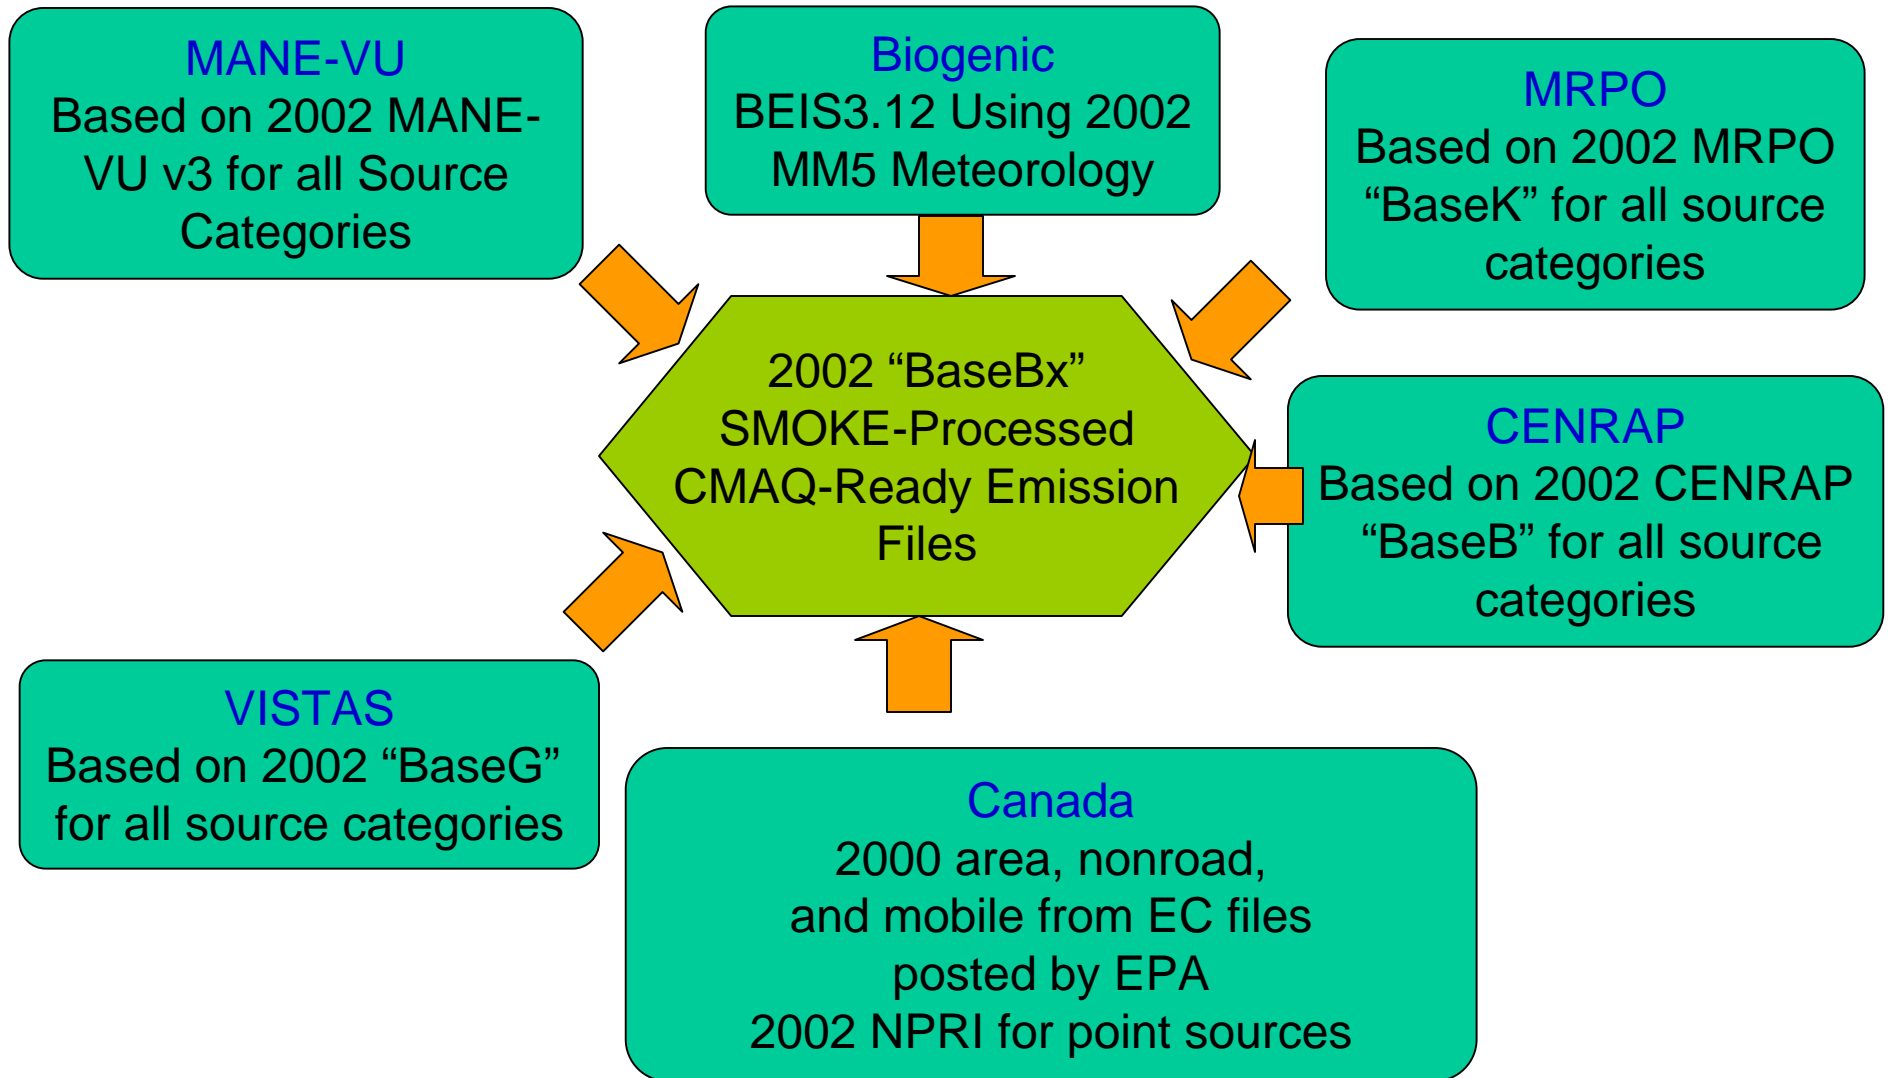 MANE-VU
Based on 2002 MANE-
VU v3 for all Source
Categories
Biogenic
BEIS3.12 Using 2002
MM5 Meteorology
MRPO
Based on 2002 MRPO
“BaseK” for all source
categories
2002 “BaseBx”
SMOKE-Processed
CMAQ-Ready Emission
Files
CENRAP
Based on 2002 CENRAP
“BaseB” for all source
categories
VISTAS
Based on 2002 “BaseG”
for all source categories
Canada
2000 area, nonroad,
and mobile from EC files
posted by EPA
2002 NPRI for point sources